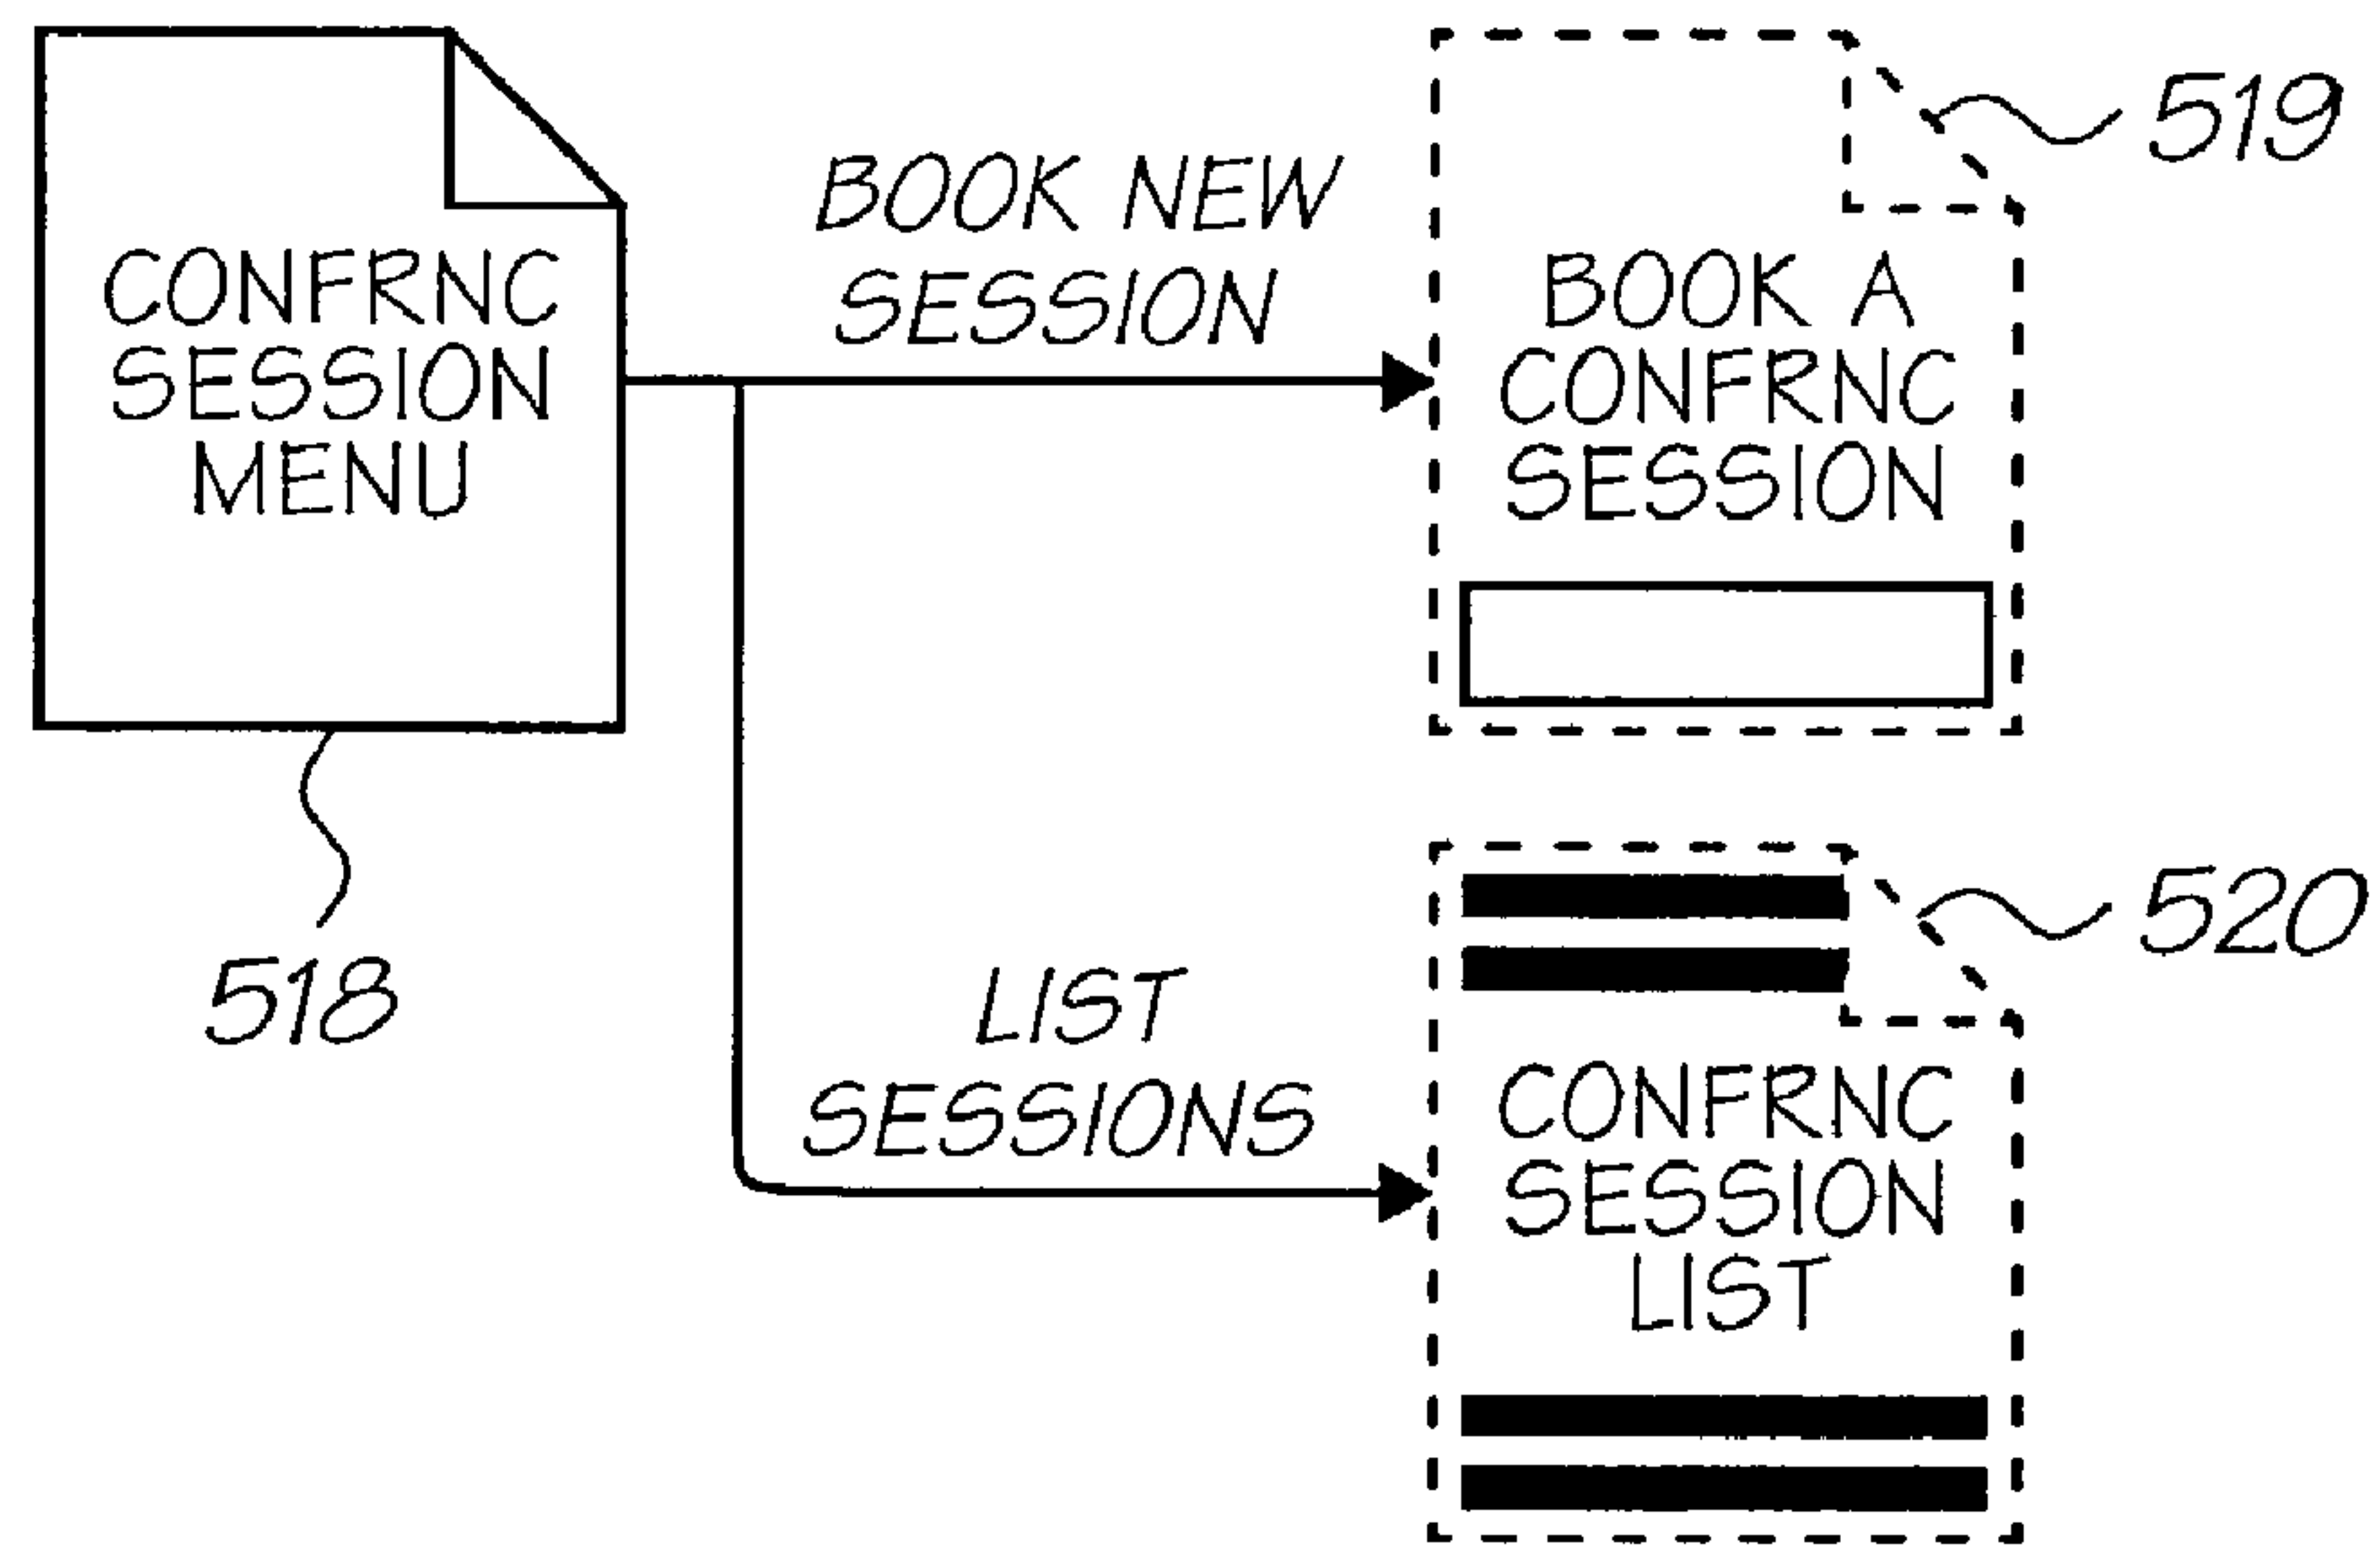 CONFRNC
SESSION
MENU
518
BOOK NEW
SESSION
BOOK A
CONFRNC
SESSION
519
LIST
SESSIONS
CONFRNC
SESSION
LIST
520